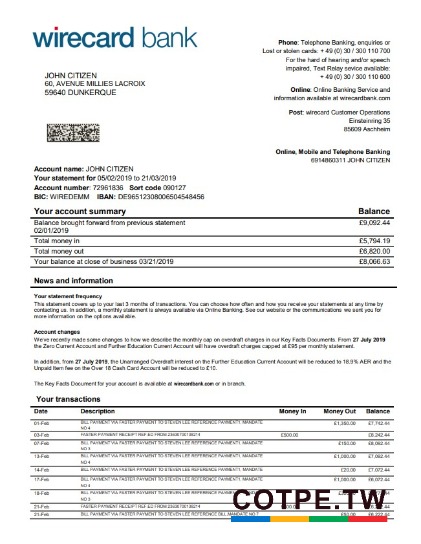 wirecard bank
Phone: Telephone Banking, enquiries or
Lost or stolen cards: + 49 (0) 30 / 300 110 700
For the hard of hearing and/or speech
impaired, Text Relay sevice available:
+ 49 (0) 30 / 300 110 600
Online: Online Banking Service and
information available at wirecardbank.com
Post: wirecard Customer Operations
Einsteinring 35
85609 Aschheim
Online, Mobile and Telephone Banking
6914860311 JOHN CITIZEN
JOHN CITIZEN
60, AVENUE MILLIES LACROIX
59640 DUNKERQUE
Account name: JOHN CITIZEN
Your statement for 05/02/2019 to 21/03/2019
Account number: 72961836 Sort code 090127
BIC: WIREDEMM IBAN: DE96512308006504548456
Your account summary Balance
Balance brought forward from previous statement £9,092.44
02/01/2019
Total money in £5,794.19
Total money out £6,820.00
Your balance at close of business 03/21/2019 £8,066.63
News and information
Your statement frequency
This statement covers up to your last 3 months of transactions. You can choose how often and how you receive your statements at any time by
contacting us. In addition, a monthly statement is always available via Online Banking. See our website or the communications we sent you for
more information on the options available.
Account changes
We've recently made some changes to how we describe the monthly cap on overdraft charges in our Key Facts Documents. From 27 July 2019
the Zero Current Account and Further Education Current Account will have overdraft charges capped at £95 per monthly statement.
In addition, from 27 July 2019, the Unarranged Overdraft interest on the Further Education Current Account will be reduced to 18.9% AER and the
Unpaid Item fee on the Over 18 Cash Card Account will be reduced to £10.
The Key Facts Document for your account is available at wirecardbank.com or in branch.
Your transactions
Date Description Money In Money Out Balance
01-Feb BILL PAYMENT VIA FASTER PAYMENT TO STEVEN LEE REFERENCE PAYMENT1, MANDATE £1,350.00 £7,742.44
NO 4
03-Feb FASTER PAYMENT RECEIPT REF £500.00 £8,242.44
07-Feb BILL PAYMENT VIA FASTER PAYMENT TO STEVEN LEE REFERENCE PAYMENT, MANDATE £150.00 £8,092.44
NO 3
13-Feb BILL PAYMENT VIA FASTER PAYMENT TO STEVEN LEE REFERENCE PAYMENT, MANDATE £1,000.00 £7,092.44
NO 4
14-Feb BILL PAYMENT VIA FASTER PAYMENT TO STEVEN LEE REFERENCE PAYMENT, MANDATE £20.00 £7,072.44
17-Feb BILL PAYMENT VIA FASTER PAYMENT TO STEVEN LEE REFERENCE PAYMENT, MANDATE £1,000.00 £6,072.44
NO 3
18-Feb BILL PAYMENT VIA FASTER PAYMENT TO STEVEN LEE REFERENCE
NO 3
21-Feb FASTER PAYMENT RECEIPT REF
21-Feb BILL PAYMENT VIA FASTER PAYMENT TO STEVEN LEE REFERENCE BILL, MANDATE NO 7
COTPE.TW